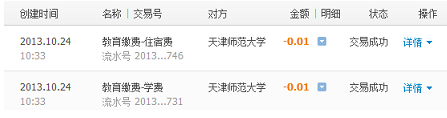 创建时间 名称 | 交易号 对方 金额 | 明细 状态 操作
2013.10.24 教育缴费-住宿费 天津师范大学 -0.01 交易成功 详情
10:33 流水号 2013...746
2013.10.24 教育缴费-学费 天津师范大学 -0.01 交易成功 详情
10:33 流水号 2013...731